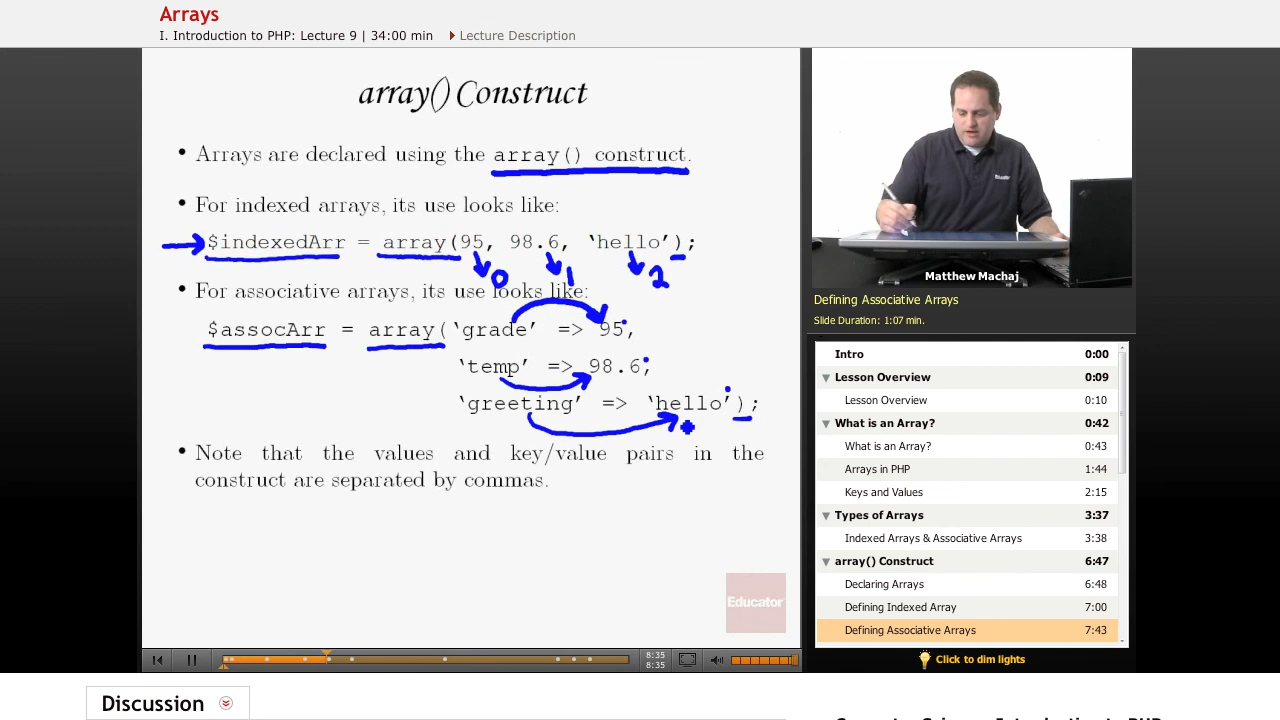 Arrays
I. Introduction to PHP: Lecture 9 | 34:00 min
Lecture Description
array() Construct
• Arrays are declared using the array() construct.
• For indexed arrays, its use looks like:
$indexedArr = array(95, 98.6, ‘hello’);
0 1 2
• For associative arrays, its use looks like:
$assocArr = array(‘grade’ => 95,
‘temp’ => 98.6;
‘greeting’ => ‘hello’);
• Note that the values and key/value pairs in the
construct are separated by commas.
Educator
8:35
8:35
Matthew Machaj
Defining Associative Arrays
Slide Duration: 1:07 min.
Intro 0:00
Lesson Overview 0:09
Lesson Overview 0:10
What is an Array? 0:42
What is an Array? 0:43
Arrays in PHP 1:44
Keys and Values 2:15
Types of Arrays 3:37
Indexed Arrays & Associative Arrays 3:38
array() Construct 6:47
Declaring Arrays 6:48
Defining Indexed Array 7:00
Defining Associative Arrays 7:43
Click to dim lights
Discussion